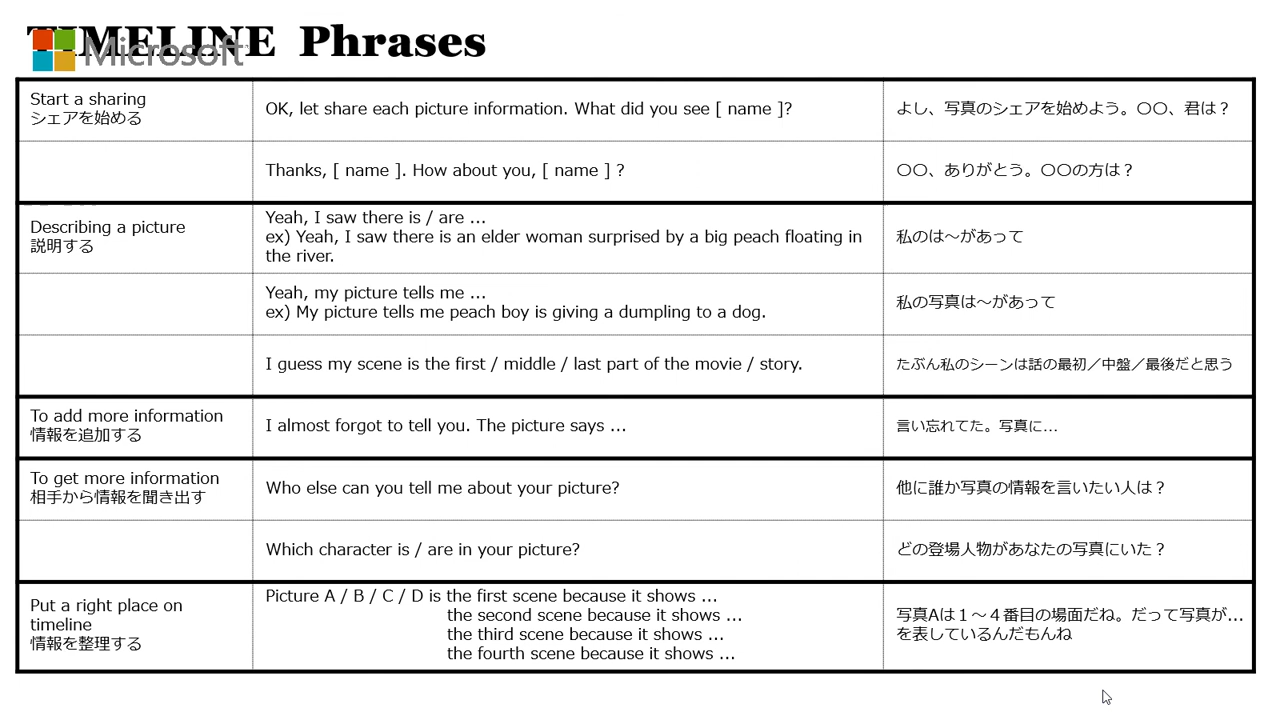 TIMELINE Phrases
Microsoft
Start a sharing
シェアを始める
OK, let share each picture information. What did you see [ name ]?
よし、写真のシェアを始めよう。〇〇、君は？
Thanks, [ name ]. How about you, [ name ] ?
〇〇、ありがとう。〇〇の方は？
Describing a picture
説明する
Yeah, I saw there is / are ...
ex) Yeah, I saw there is an elder woman surprised by a big peach floating in
the river.
私のは～があって
Yeah, my picture tells me ...
ex) My picture tells me peach boy is giving a dumpling to a dog.
私の写真は～があって
I guess my scene is the first / middle / last part of the movie / story.
たぶん私のシーンは話の最初／中盤／最後だと思う
To add more information
情報を追加する
I almost forgot to tell you. The picture says ...
言い忘れてた。写真に…
To get more information
相手から情報を聞き出す
Who else can you tell me about your picture?
他に誰か写真の情報を言いたい人は？
Which character is / are in your picture?
どの登場人物があなたの写真にいた？
Put a right place on
timeline
情報を整理する
Picture A / B / C / D is the first scene because it shows ...
the second scene because it shows ...
the third scene because it shows ...
the fourth scene because it shows ...
写真Aは１～４番目の場面だね。だって写真が…
を表しているんだもんね